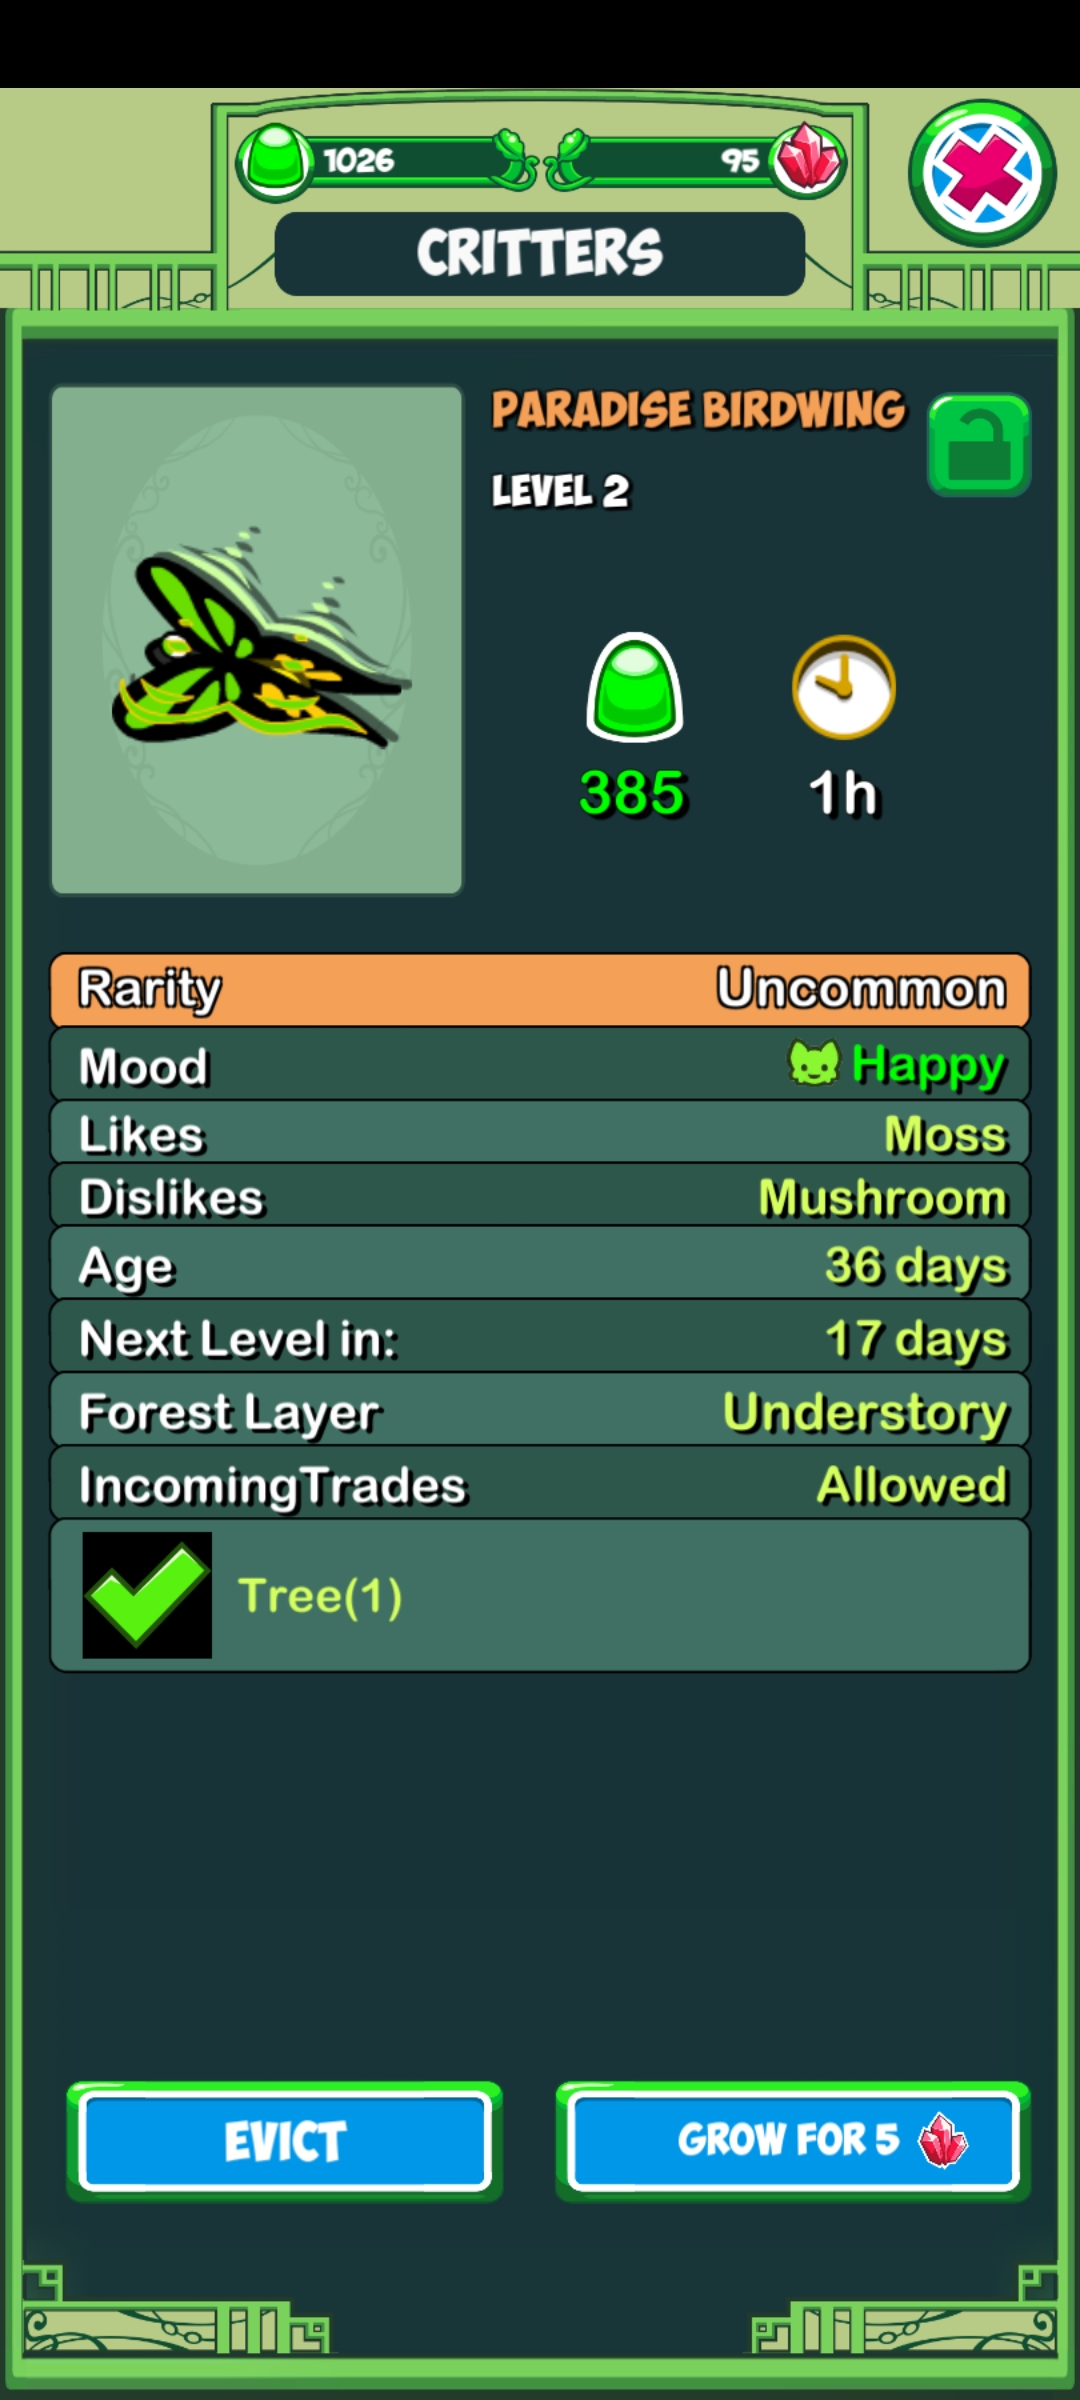 1026 95
CRITTERS
PARADISE BIRDWING
LEVEL 2
385 1h
Rarity Uncommon
Mood Happy
Likes Moss
Dislikes Mushroom
Age 36 days
Next Level in: 17 days
Forest Layer Understory
IncomingTrades Allowed
Tree(1)
EVICT GROW FOR 5